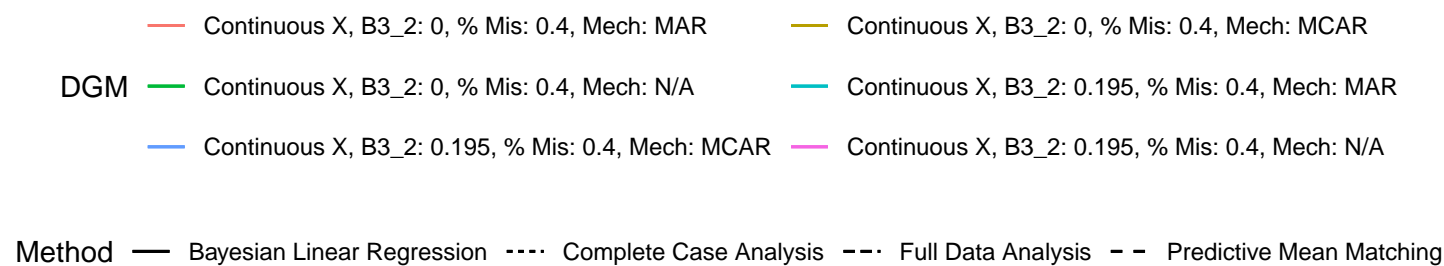 Continuous X, B3_2: 0, % Mis: 0.4, Mech: MAR Continuous X, B3_2: 0, % Mis: 0.4, Mech: MCAR
DGM Continuous X, B3_2: 0, % Mis: 0.4, Mech: N/A Continuous X, B3_2: 0.195, % Mis: 0.4, Mech: MAR
Continuous X, B3_2: 0.195, % Mis: 0.4, Mech: MCAR Continuous X, B3_2: 0.195, % Mis: 0.4, Mech: N/A
Method Bayesian Linear Regression Complete Case Analysis Full Data Analysis Predictive Mean Matching